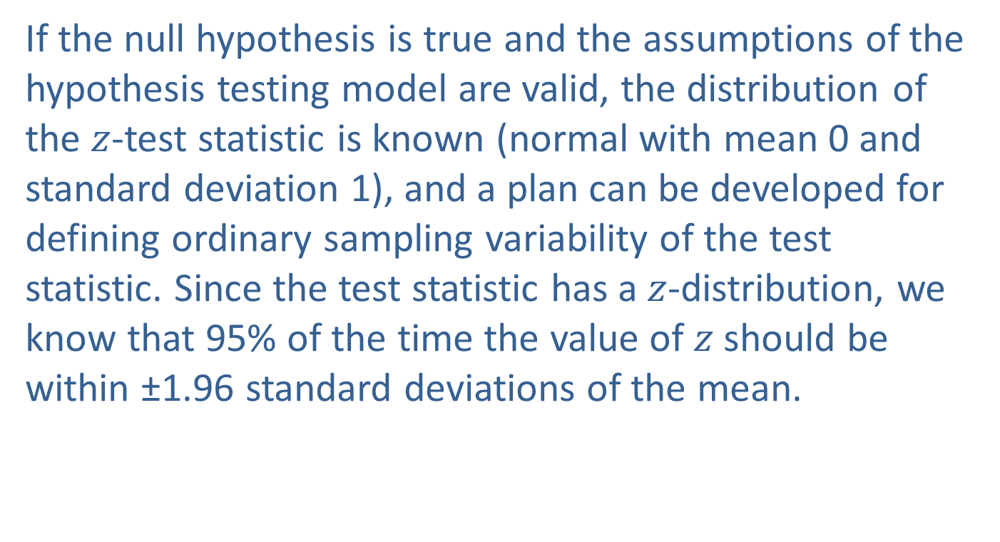 If the null hypothesis is true and the assumptions of the
hypothesis testing model are valid, the distribution of
the z-test statistic is known (normal with mean 0 and
standard deviation 1), and a plan can be developed for
defining ordinary sampling variability of the test
statistic. Since the test statistic has a z-distribution, we
know that 95% of the time the value of z should be
within ±1.96 standard deviations of the mean.